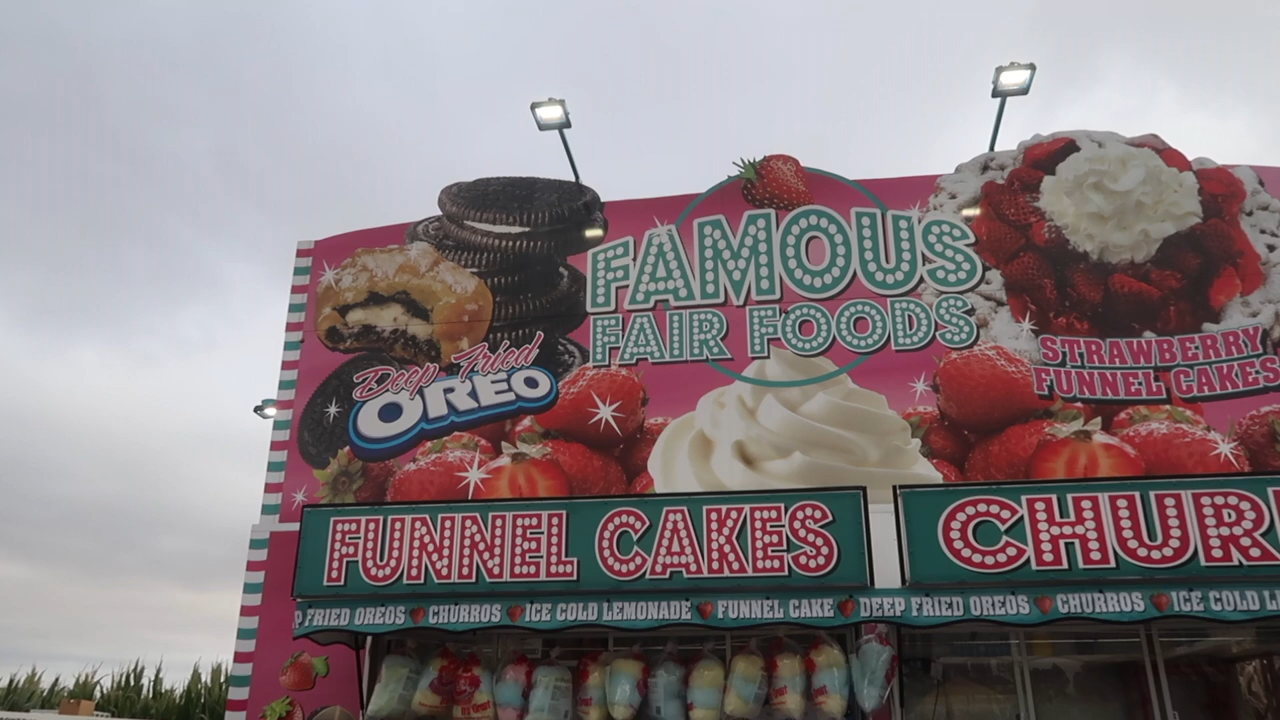 FAMOUS
FAIR FOODS
Deep Fried
OREO
STRAWBERRY
FUNNEL CAKES
FUNNEL CAKES
CHUR
P FRIED OREOS CHURROS ICE COLD LEMONADE FUNNEL CAKE DEEP FRIED OREOS CHURROS ICE COLD